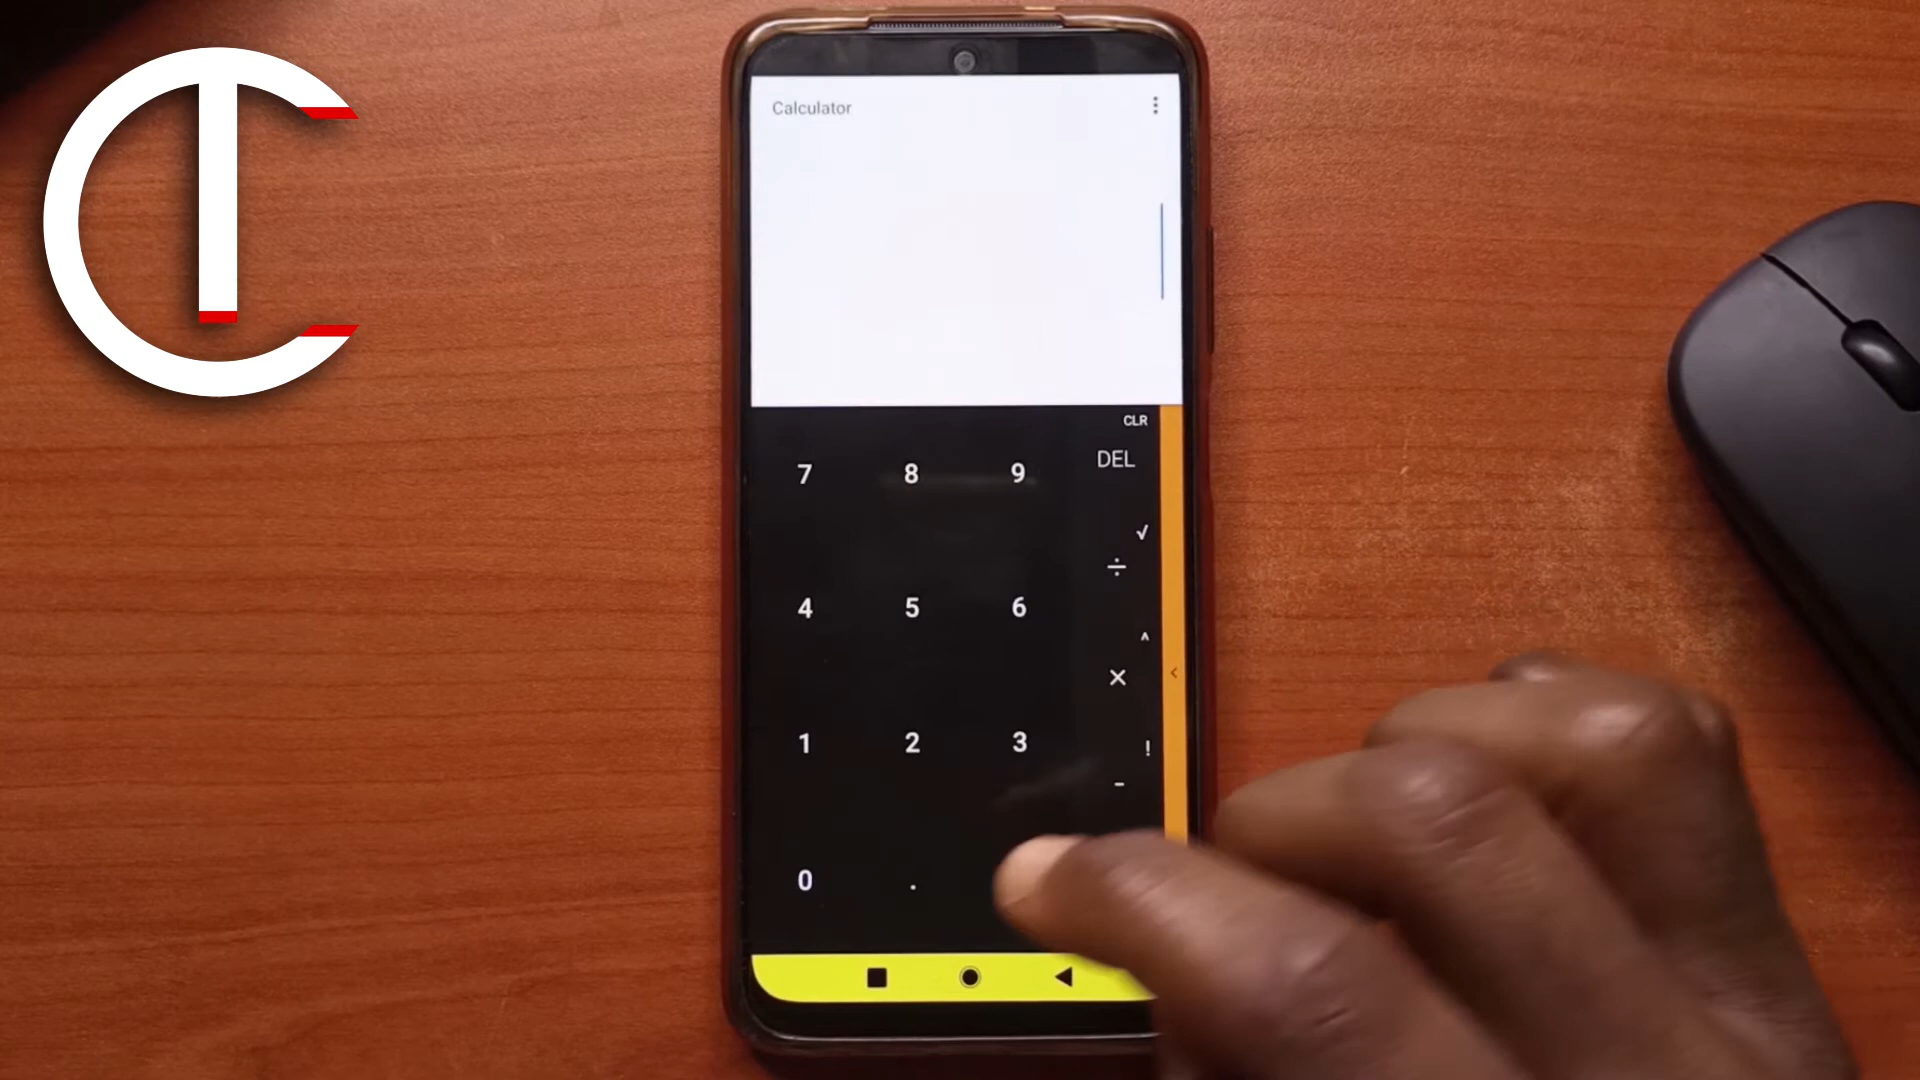 Calculator
CLR
7 8 9 DEL
√
÷
4 5 6
^
×
<
1 2 3 !
-
0 .